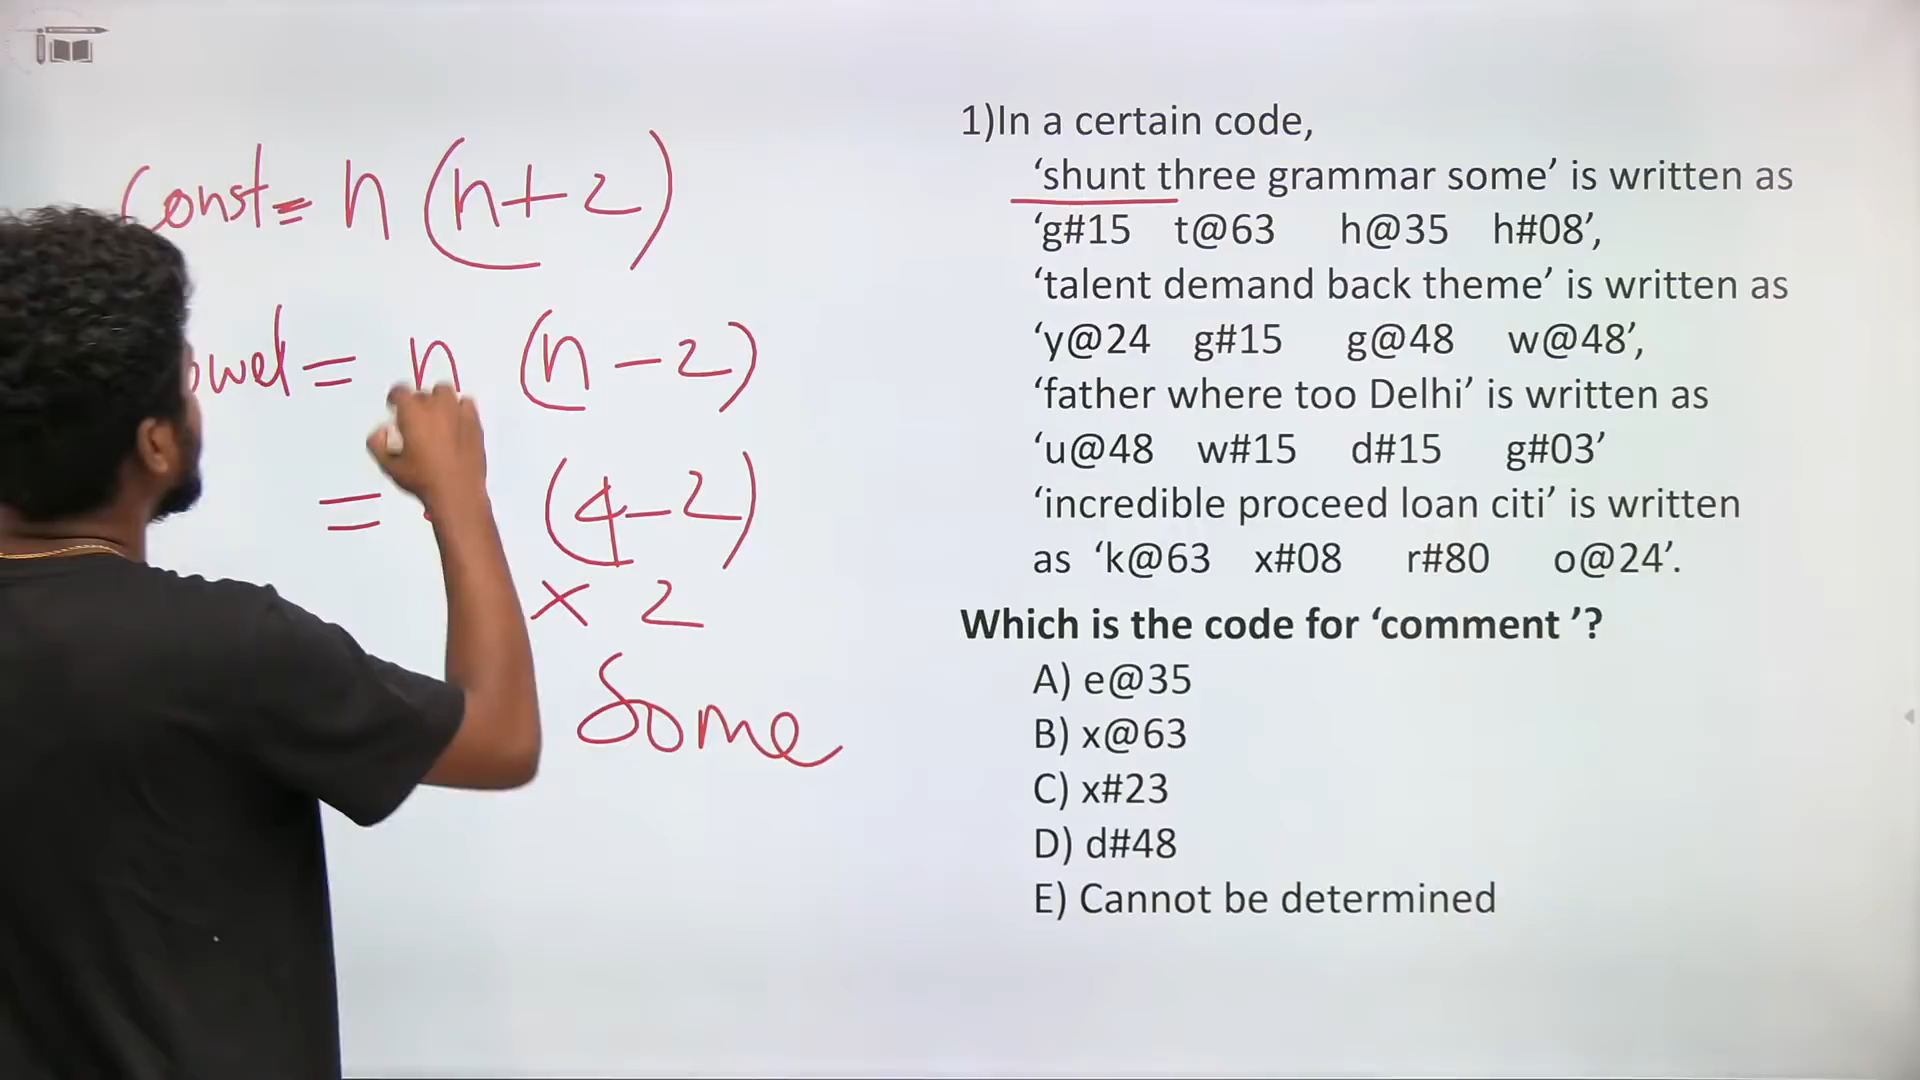 Const = n (n+2)
= n (n-2)
= (4-2)
x 2
Some
1)In a certain code,
‘shunt three grammar some’ is written as
‘g#15 t@63 h@35 h#08’,
‘talent demand back theme’ is written as
‘y@24 g#15 g@48 w@48’,
‘father where too Delhi’ is written as
‘u@48 w#15 d#15 g#03’
‘incredible proceed loan citi’ is written
as ‘k@63 x#08 r#80 o@24’.
Which is the code for ‘comment ’?
A) e@35
B) x@63
C) x#23
D) d#48
E) Cannot be determined